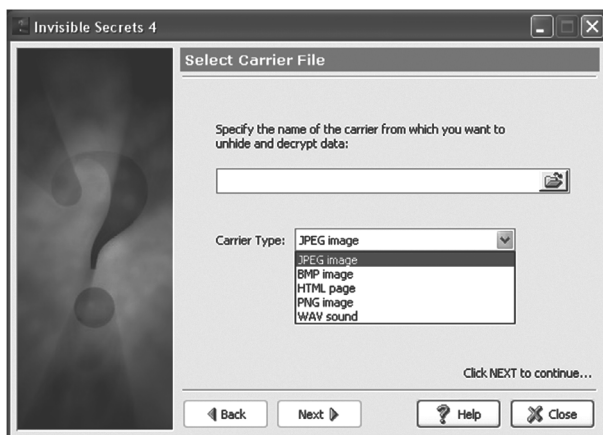 Invisible Secrets 4
Select Carrier File
Specify the name of the carrier from which you want to
unhide and decrypt data:
Carrier Type: JPEG image
JPEG image
BMP image
HTML page
PNG image
WAV sound
Click NEXT to continue...
Back Next Help Close